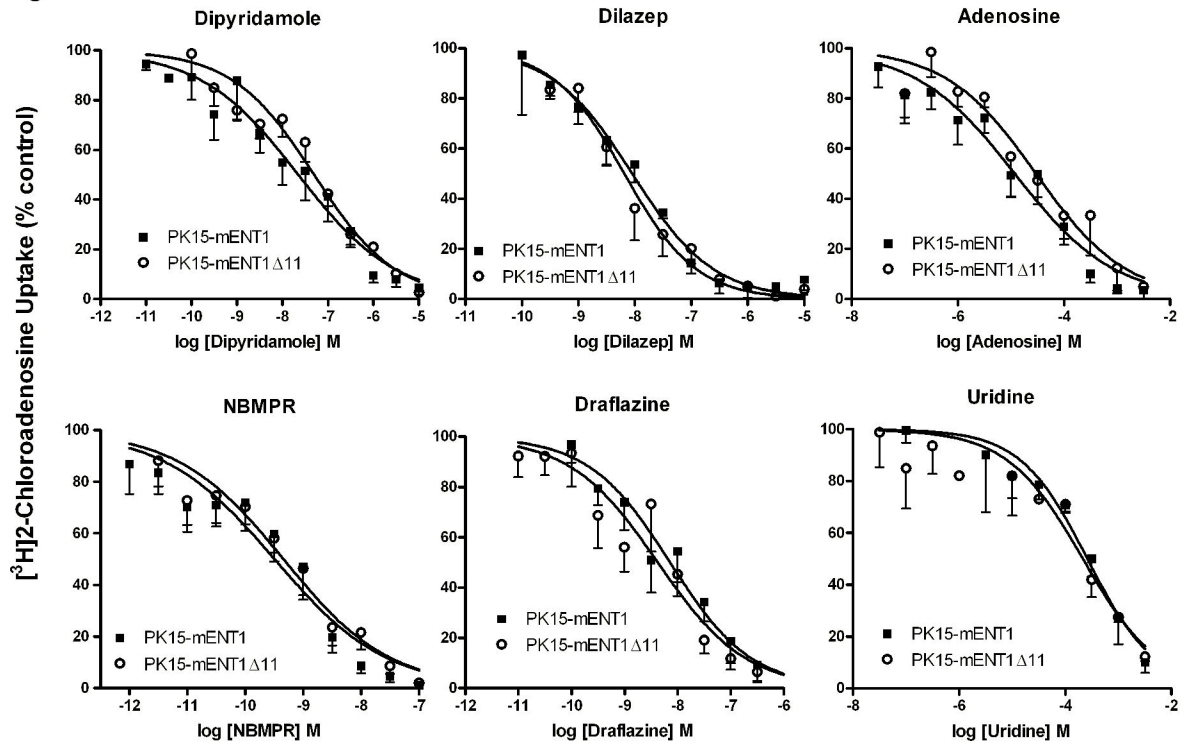 [³H]2-Chloroadenosine Uptake (% control)
Dipyridamole
100
80
60
40
20
0
PK15-mENT1
PK15-mENT1Δ11
-12 -11 -10 -9 -8 -7 -6 -5
log [Dipyridamole] M
Dilazep
100
80
60
40
20
0
PK15-mENT1
PK15-mENT1Δ11
-11 -10 -9 -8 -7 -6 -5
log [Dilazep] M
Adenosine
100
80
60
40
20
0
PK15-mENT1
PK15-mENT1Δ11
-8 -6 -4 -2
log [Adenosine] M
NBMPR
100
80
60
40
20
0
PK15-mENT1
PK15-mENT1Δ11
-12 -11 -10 -9 -8 -7
log [NBMPR] M
Draflazine
100
80
60
40
20
0
PK15-mENT1
PK15-mENT1Δ11
-12 -11 -10 -9 -8 -7 -6
log [Draflazine] M
Uridine
100
80
60
40
20
0
PK15-mENT1
PK15-mENT1Δ11
-8 -6 -4 -2
log [Uridine] M